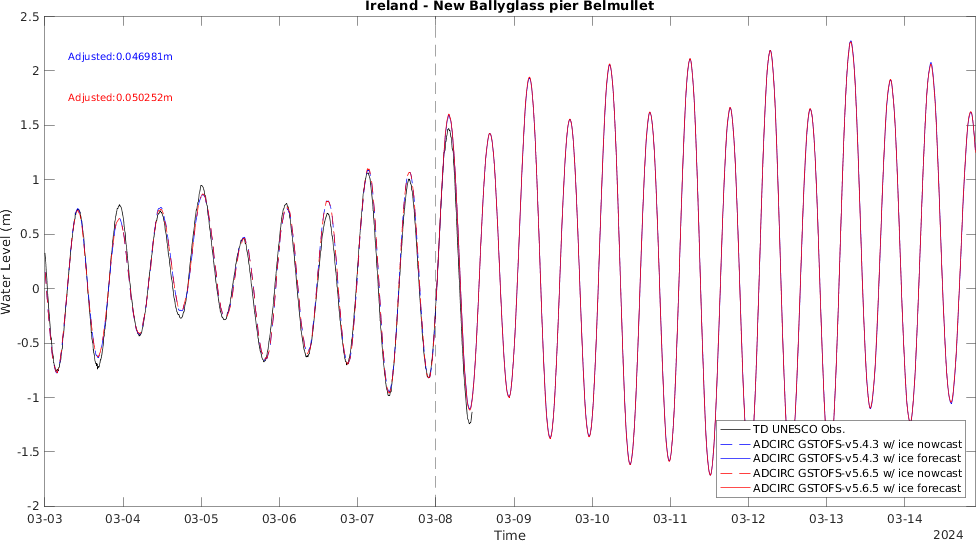 Ireland - New Ballyglass pier Belmullet
Adjusted:0.046981m
Adjusted:0.050252m
2.5
2
1.5
1
0.5
0
-0.5
-1
-1.5
-2
Water Level (m)
TD UNESCO Obs.
ADCIRC GSTOFS-v5.4.3 w/ ice nowcast
ADCIRC GSTOFS-v5.4.3 w/ ice forecast
ADCIRC GSTOFS-v5.6.5 w/ ice nowcast
ADCIRC GSTOFS-v5.6.5 w/ ice forecast
03-03 03-04 03-05 03-06 03-07 03-08 03-09 03-10 03-11 03-12 03-13 03-14
Time
2024